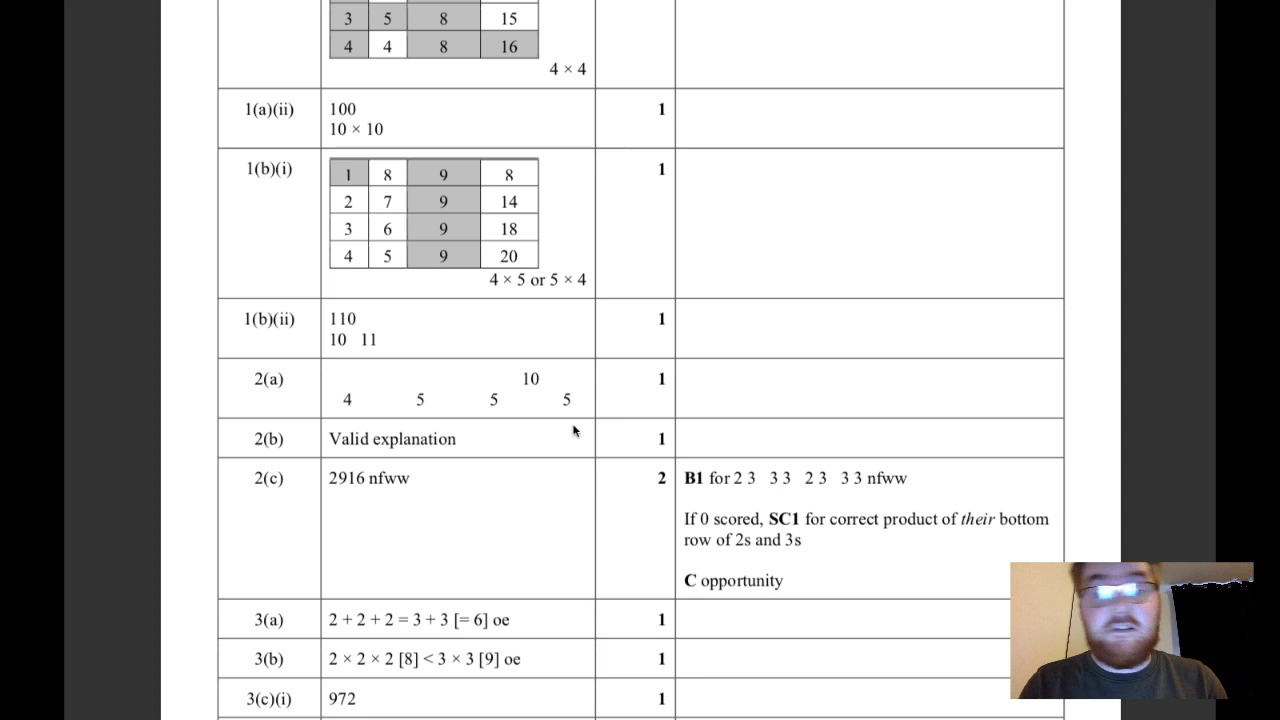 3 5 8 15
4 4 8 16
4 × 4
1(a)(ii) 100 1
10 × 10
1(b)(i) 1
1 8 9 8
2 7 9 14
3 6 9 18
4 5 9 20
4 × 5 or 5 × 4
1(b)(ii) 110 1
10 11
2(a) 10 1
4 5 5 5
2(b) Valid explanation 1
2(c) 2916 nfww 2 B1 for 2 3 3 3 2 3 3 3 nfww
If 0 scored, SC1 for correct product of their bottom
row of 2s and 3s
C opportunity
3(a) 2 + 2 + 2 = 3 + 3 [= 6] oe 1
3(b) 2 × 2 × 2 [8] < 3 × 3 [9] oe 1
3(c)(i) 972 1